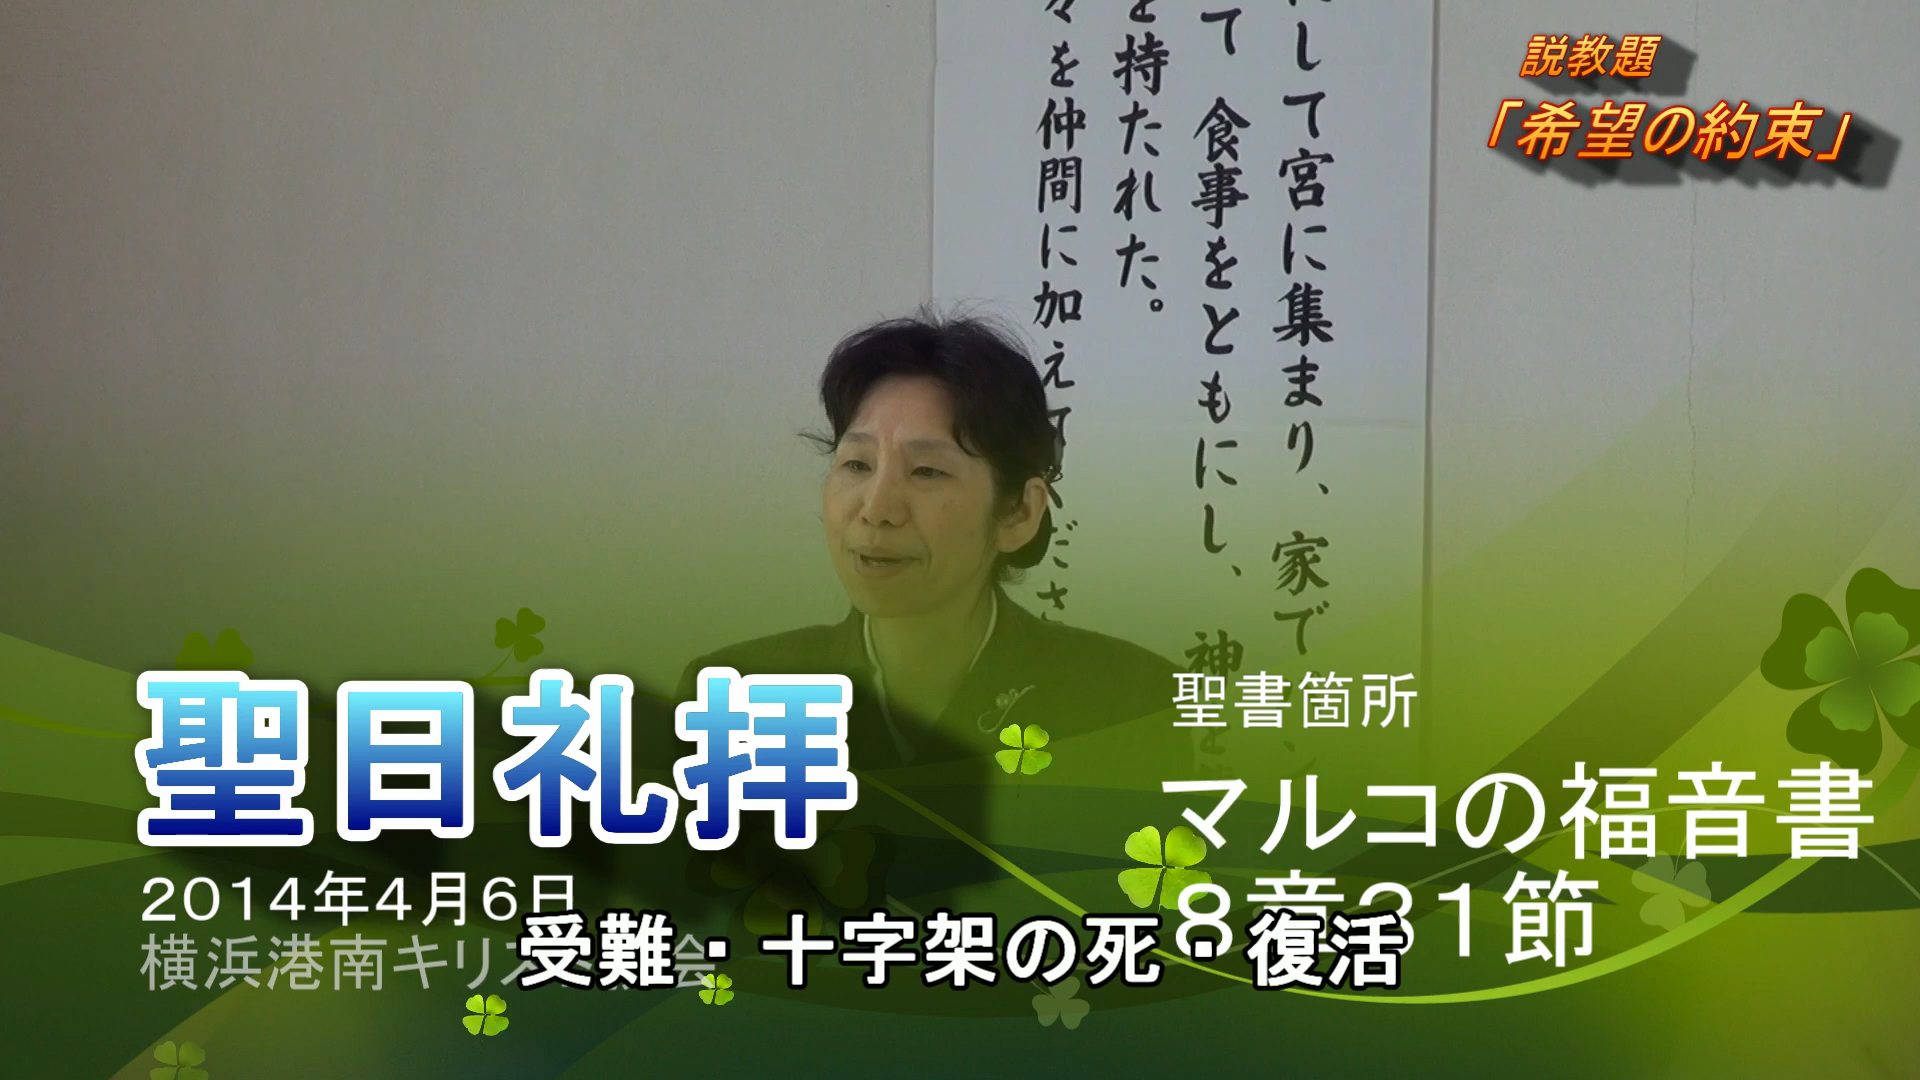 説教題
「希望の約束」
して宮に集まり、家で
て 食事をともにし、神
を持たれた。
々を仲間に加え
ださ
聖日礼拝
2014年4月6日
横浜港南キリス
聖書箇所
マルコの福音書
8章31節
受難・十字架の死・復活